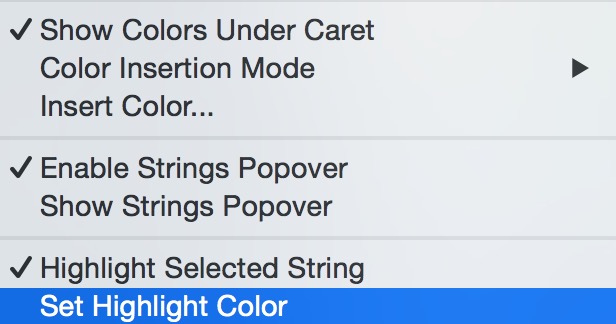 ✓ Show Colors Under Caret
Color Insertion Mode ▶
Insert Color...
✓ Enable Strings Popover
Show Strings Popover
✓ Highlight Selected String
Set Highlight Color